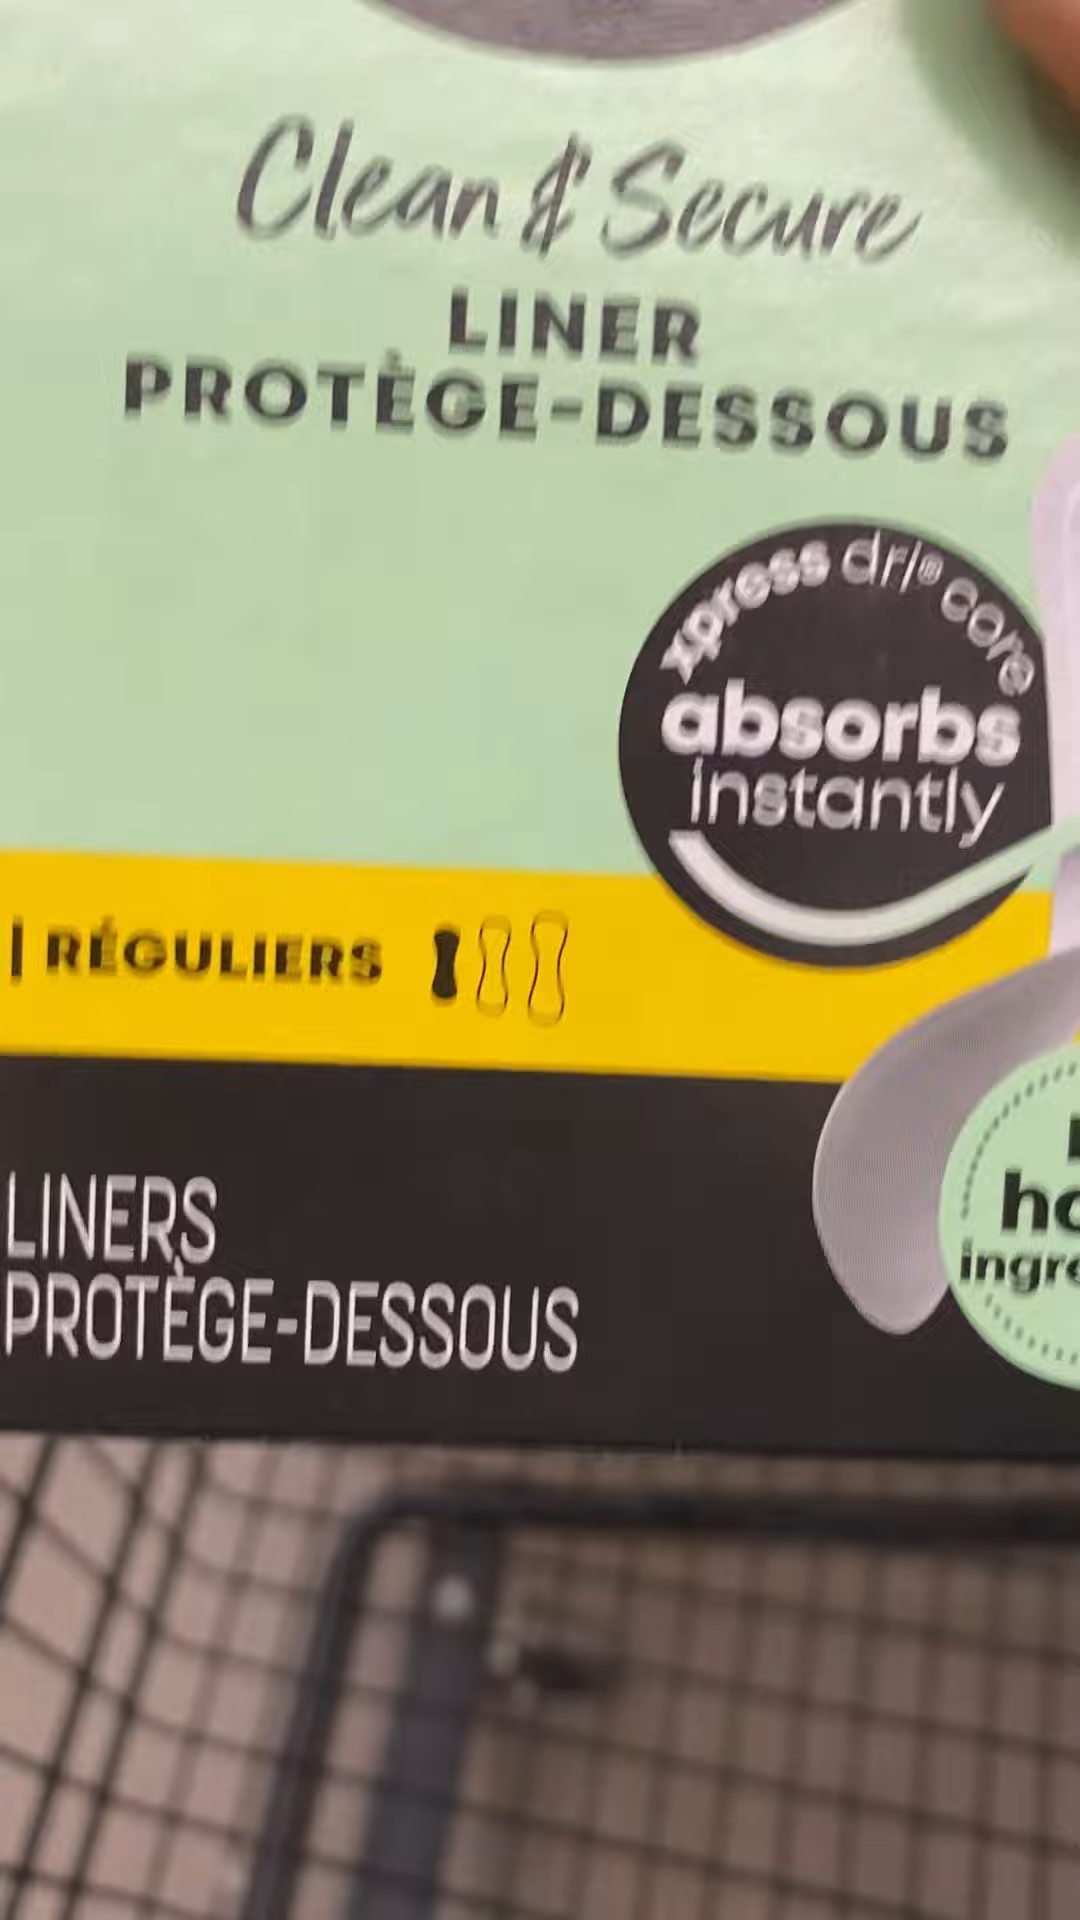 Clean & Secure
LINER
PROTÈGE-DESSOUS
xpress dri® core
absorbs
instantly
| RÉGULIERS
LINERS
PROTÈGE-DESSOUS